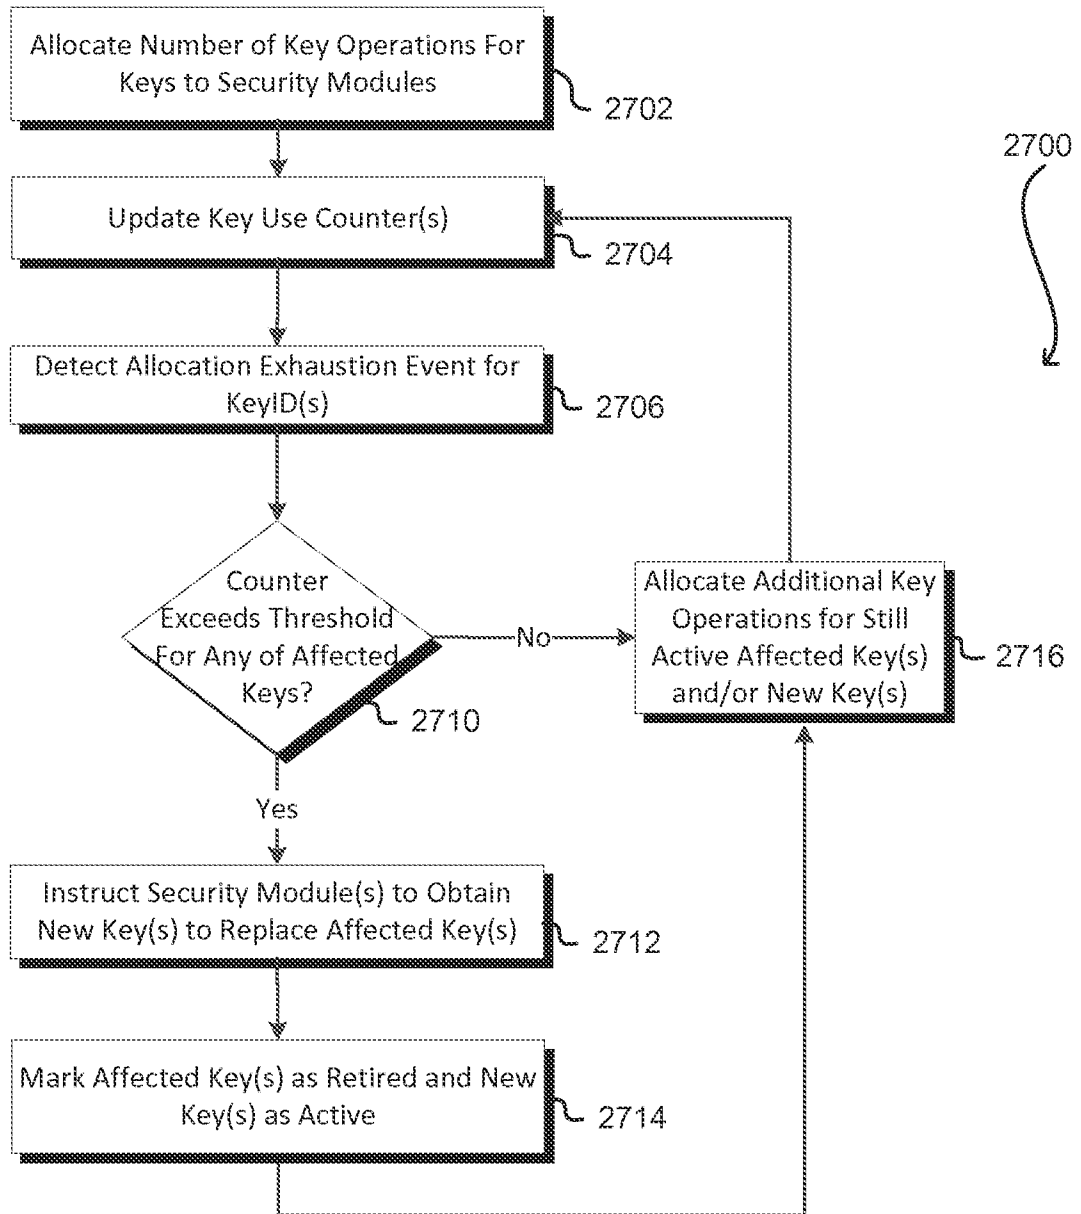 Allocate Number of Key Operations For
Keys to Security Modules
2702
2700
Update Key Use Counter(s)
2704
Detect Allocation Exhaustion Event for
KeyID(s)
2706
Counter
Exceeds Threshold
For Any of Affected
Keys?
2710
No
Allocate Additional Key
Operations for Still
Active Affected Key(s)
and/or New Key(s)
2716
Yes
Instruct Security Module(s) to Obtain
New Key(s) to Replace Affected Key(s)
2712
Mark Affected Key(s) as Retired and New
Key(s) as Active
2714